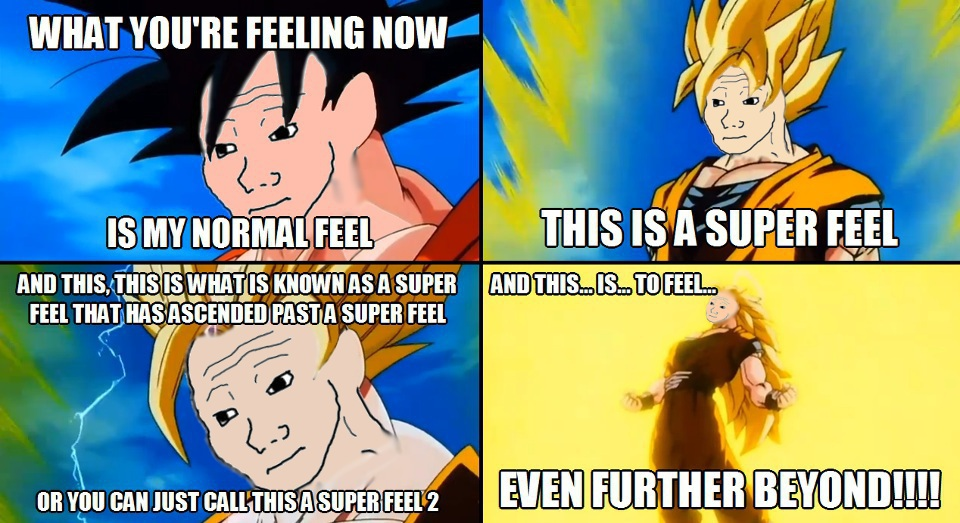 WHAT YOU'RE FEELING NOW
IS MY NORMAL FEEL
THIS IS A SUPER FEEL
AND THIS, THIS IS WHAT IS KNOWN AS A SUPER
FEEL THAT HAS ASCENDED PAST A SUPER FEEL
OR YOU CAN JUST CALL THIS A SUPER FEEL 2
AND THIS... IS... TO FEEL...
EVEN FURTHER BEYOND!!!!